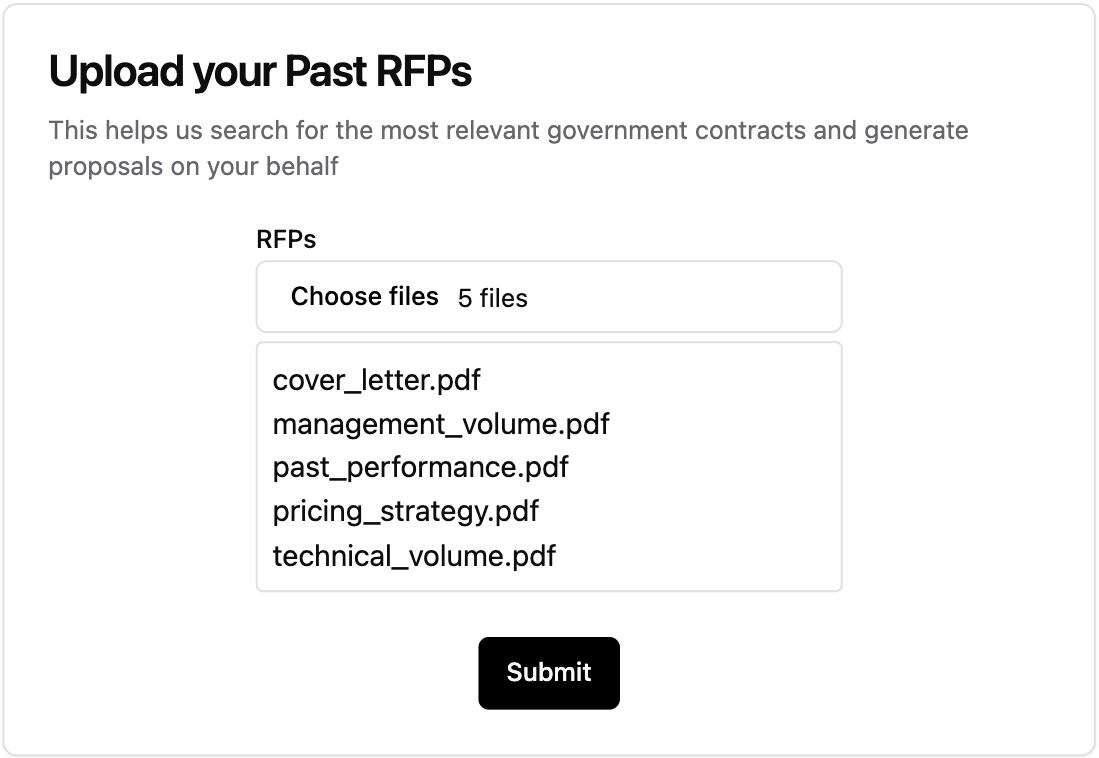 Upload your Past RFPs
This helps us search for the most relevant government contracts and generate
proposals on your behalf
RFPs
Choose files 5 files
cover_letter.pdf
management_volume.pdf
past_performance.pdf
pricing_strategy.pdf
technical_volume.pdf
Submit